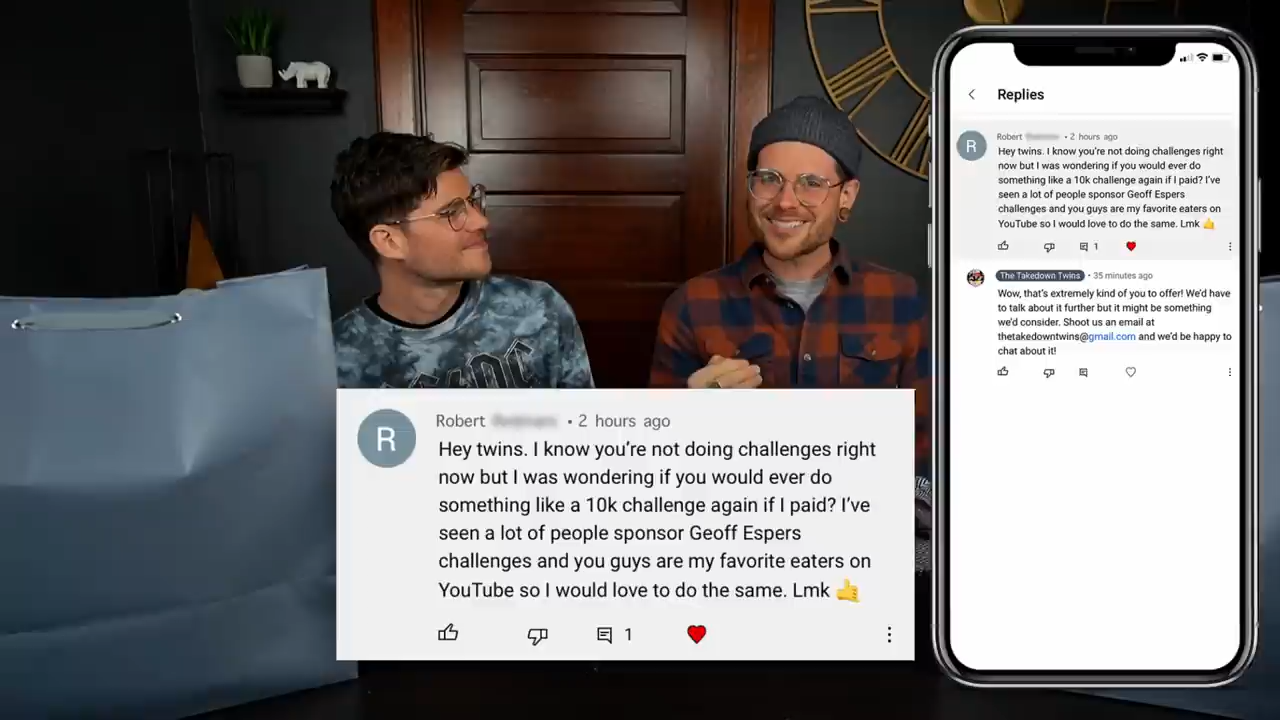 Replies
Robert • 2 hours ago
Hey twins. I know you're not doing challenges right
now but I was wondering if you would ever do
something like a 10k challenge again if I paid? I've
seen a lot of people sponsor Geoff Espers
challenges and you guys are my favorite eaters on
YouTube so I would love to do the same. Lmk 🤙
1
The Takedown Twins • 35 minutes ago
Wow, that's extremely kind of you to offer! We'd have
to talk about it further but it might be something
we'd consider. Shoot us an email at
thetakedowntwins@gmail.com and we'd be happy to
chat about it!
R
R
Robert • 2 hours ago
Hey twins. I know you're not doing challenges right
now but I was wondering if you would ever do
something like a 10k challenge again if I paid? I've
seen a lot of people sponsor Geoff Espers
challenges and you guys are my favorite eaters on
YouTube so I would love to do the same. Lmk 🤙
1